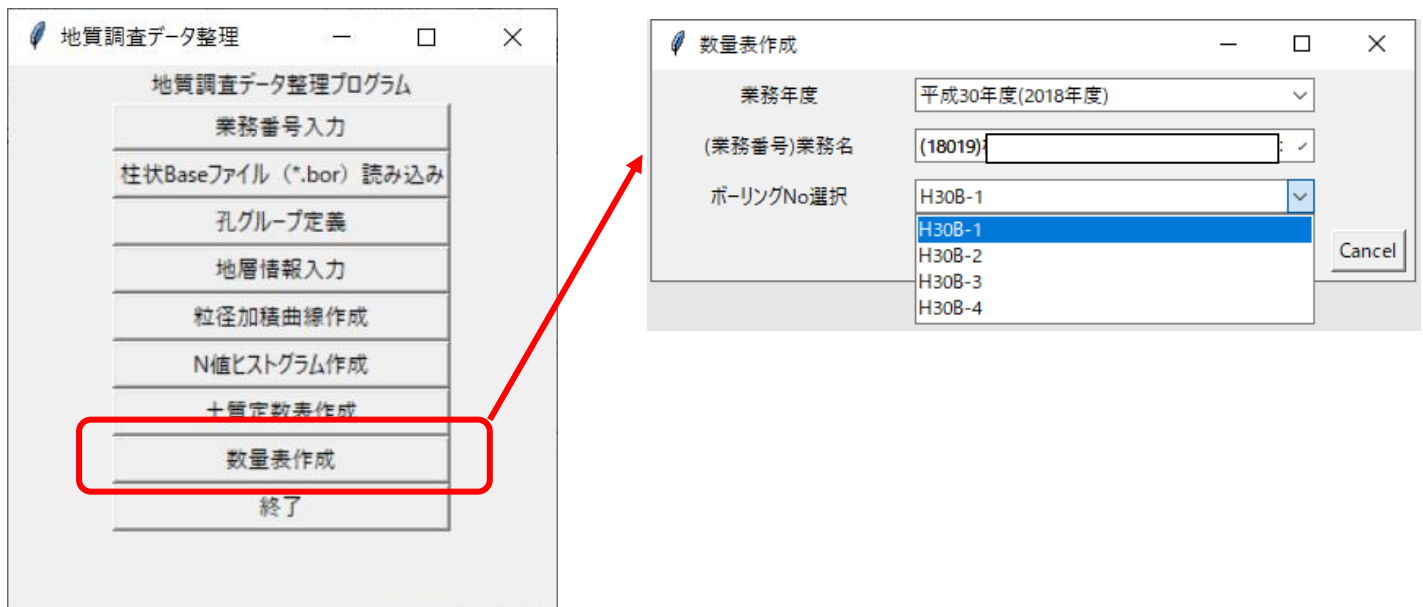 地質調査データ整理
地質調査データ整理プログラム
業務番号入力
柱状Baseファイル（*.bor）読み込み
孔グループ定義
地層情報入力
粒径加積曲線作成
N値ヒストグラム作成
土質定数表作成
数量表作成
終了
数量表作成
業務年度 平成30年度(2018年度)
(業務番号)業務名 (18019)
ボーリングNo選択 H30B-1
H30B-1
H30B-2
H30B-3
H30B-4
Cancel